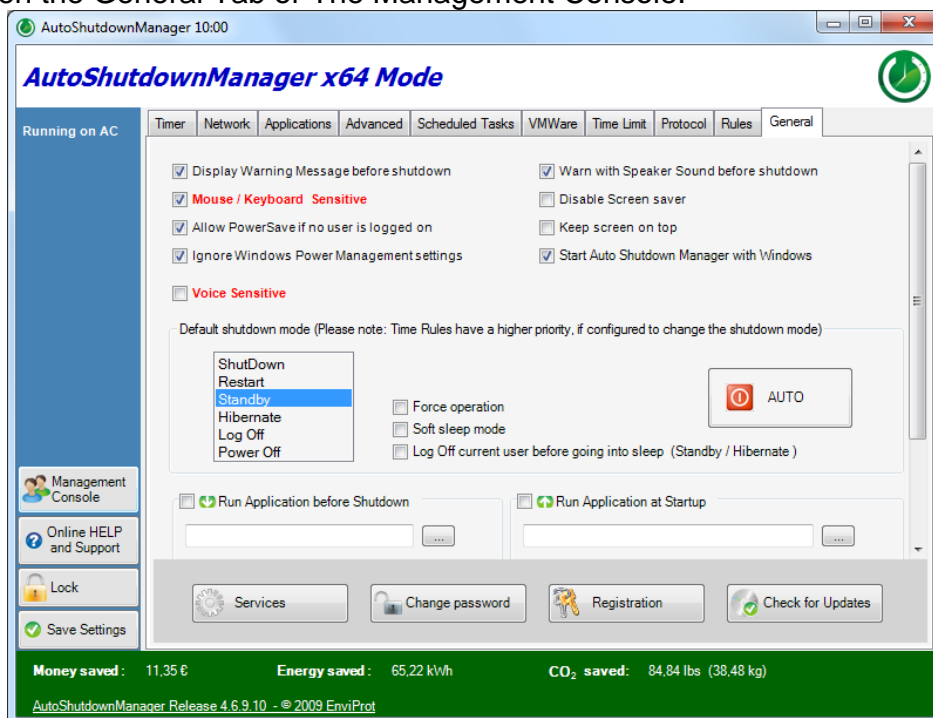 on the General Tab of The Management Console.
AutoShutdownManager 10:00
AutoShutdownManager x64 Mode
Running on AC
Timer Network Applications Advanced Scheduled Tasks VMWare Time Limit Protocol Rules General
Display Warning Message before shutdown
Warn with Speaker Sound before shutdown
Mouse / Keyboard Sensitive
Disable Screen saver
Allow PowerSave if no user is logged on
Keep screen on top
Ignore Windows Power Management settings
Start Auto Shutdown Manager with Windows
Voice Sensitive
Default shutdown mode (Please note: Time Rules have a higher priority, if configured to change the shutdown mode)
ShutDown
Restart
Standby
Hibernate
Log Off
Power Off
Force operation
Soft sleep mode
Log Off current user before going into sleep (Standby / Hibernate )
AUTO
Management
Console
Online HELP
and Support
Lock
Save Settings
Run Application before Shutdown
...
Run Application at Startup
...
Services
Change password
Registration
Check for Updates
Money saved : 11,35 € Energy saved : 65,22 kWh CO₂ saved: 84,84 lbs (38,48 kg)
AutoShutdownManager Release 4.6.9.10 - © 2009 EnviProt